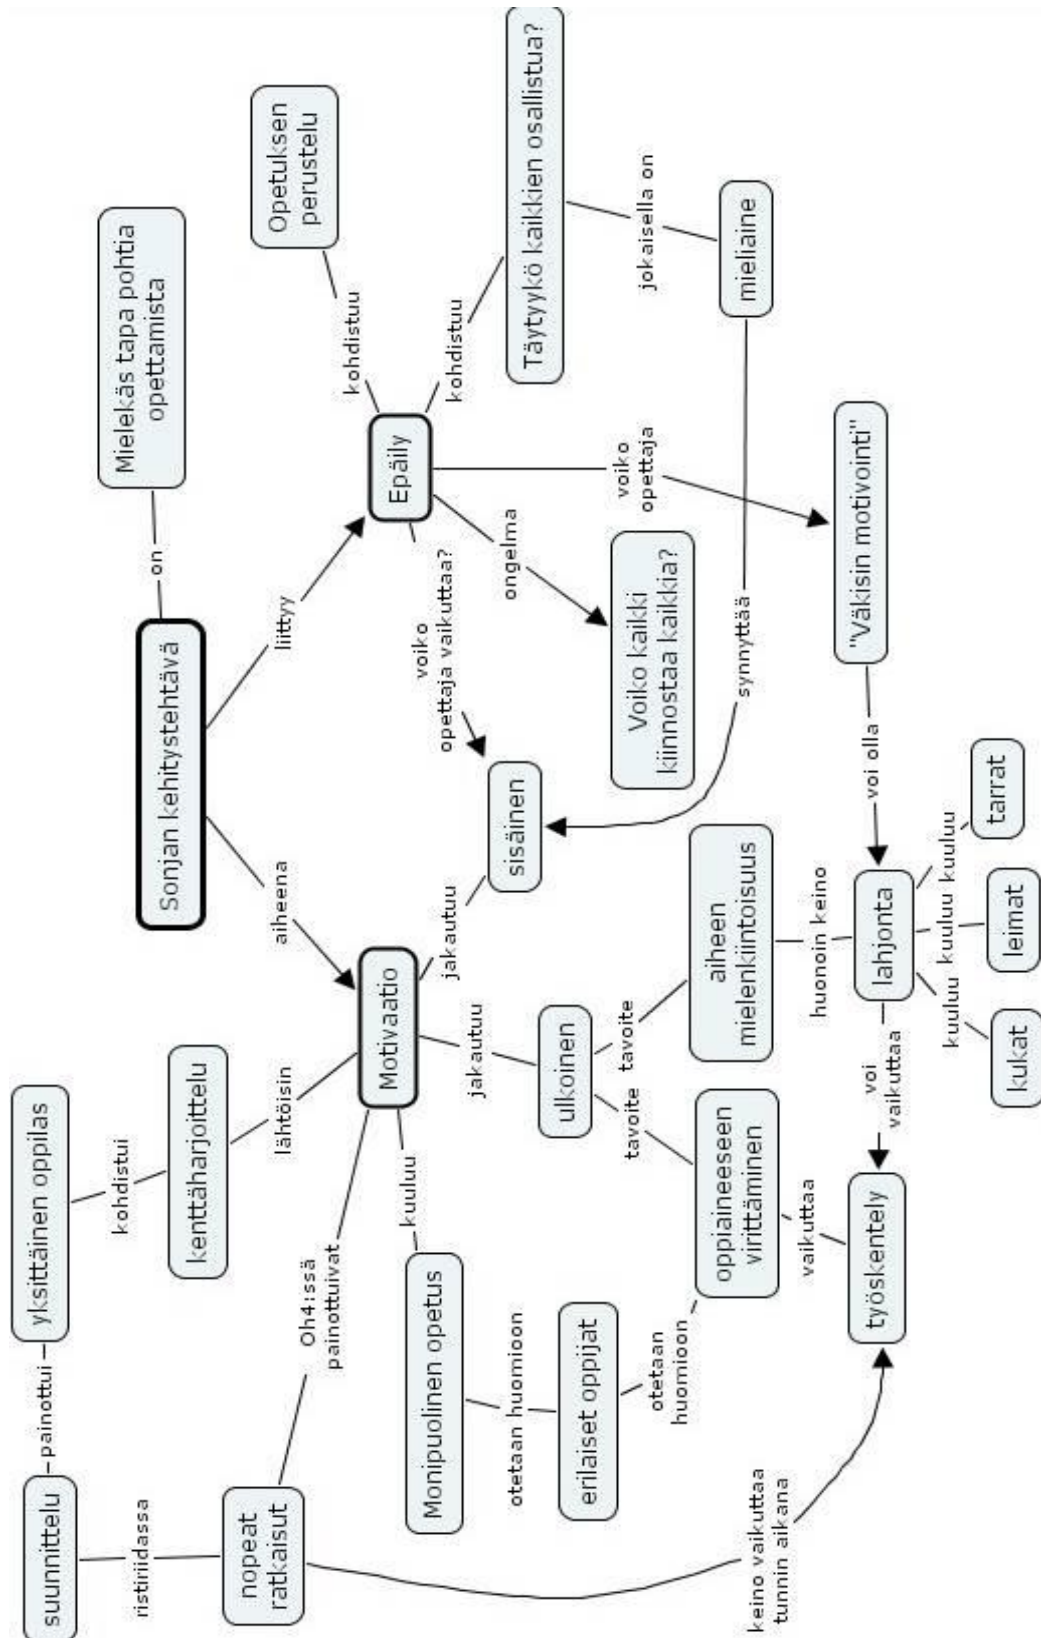 Sonjan kehitystehtävä
on
Mielekäs tapa pohtia
opettamista
aiheena
liittyy
suunnittelu
painottui
yksittäinen oppilas
kohdistui
kenttäharjoittelu
lähtöisin
Motivaatio
ristiriidassa
nopeat
ratkaisut
Oh4:ssä
painottuivat
kuuluu
Monipuolinen opetus
otetaan huomioon
erilaiset oppijat
otetaan
huomioon
jakautuu
jakautuu
ulkoinen
sisäinen
tavoite
tavoite
oppiaineeseen
virittäminen
aiheen
mielenkiintoisuus
vaikuttaa
huonoin keino
keino vaikuttaa
tunnin aikana
työskentely
voi
vaikuttaa
lahjonta
kuuluu
kuuluu
kuuluu
kukat
leimat
tarrat
Epäily
kohdistuu
Opetuksen
perustelu
kohdistuu
Täytyykö kaikkien osallistua?
jokaisella on
mieliaine
synnyttää
voiko
opettaja vaikuttaa?
ongelma
Voiko kaikki
kiinnostaa kaikkia?
voiko
opettaja
"Väkisin motivointi"
voi olla